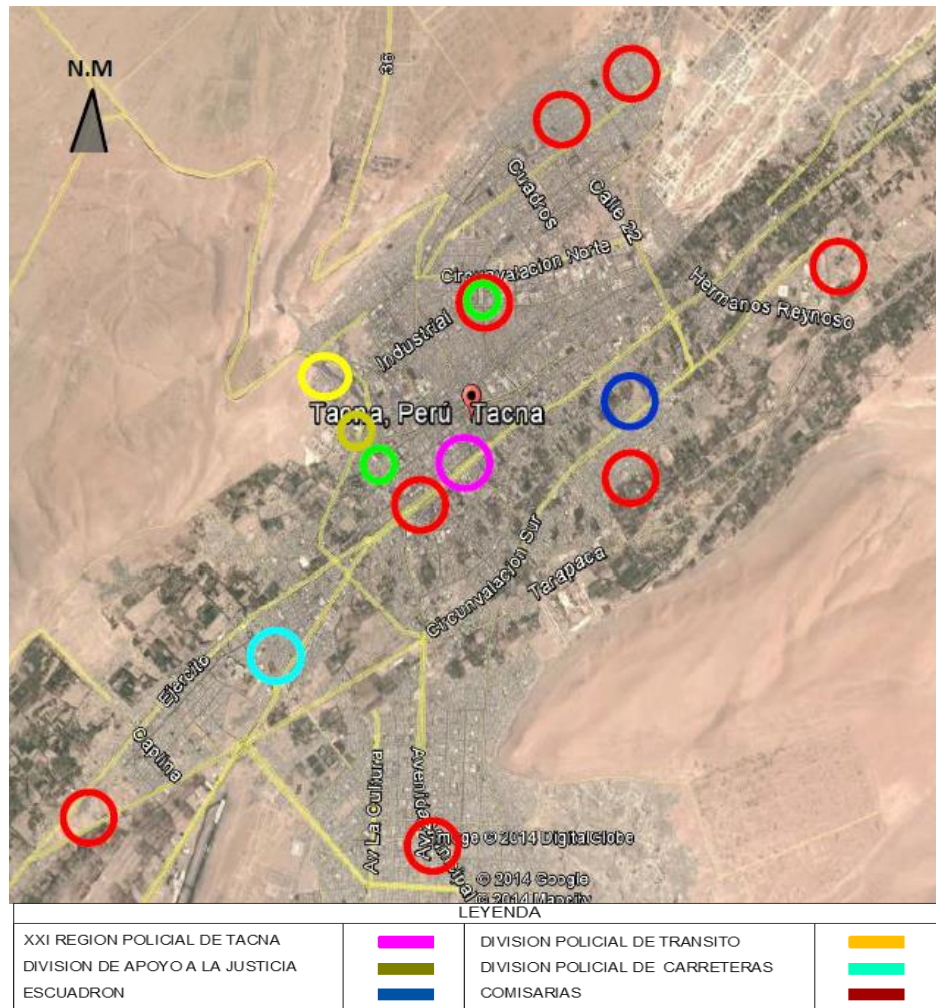 N.M
36
Cuadros
Calle 22
Circunvalacion Norte
Hermanos Reynoso
Industrial
Tacna, Perú Tacna
Circunvalacion Sur
Tarapaca
Ejercito
Caplina
Av La Cultura
Avenida
© 2014 DigitalGlobe
© 2014 Google
© 2014 Mapcity
LEYENDA
XXI REGION POLICIAL DE TACNA
DIVISION POLICIAL DE TRANSITO
DIVISION DE APOYO A LA JUSTICIA
DIVISION POLICIAL DE CARRETERAS
ESCUADRON
COMISARIAS